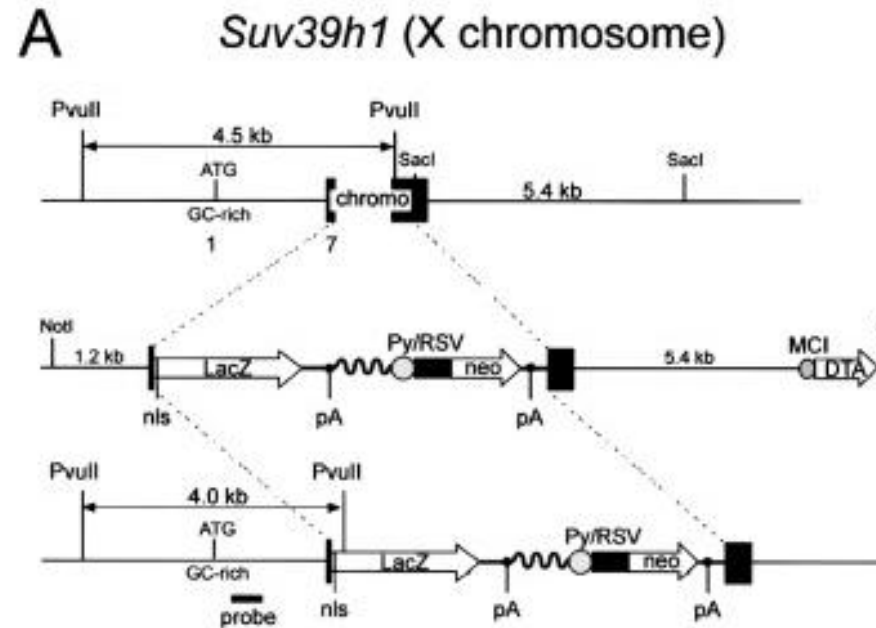 A Suv39h1 (X chromosome)
PvuII PvuII
4.5 kb
ATG SacI SacI
chromo 5.4 kb
GC-rich
1 7
NotI Py/RSV MCI
1.2 kb 5.4 kb
LacZ neo DTA
nls pA pA
PvuII PvuII
4.0 kb
ATG Py/RSV
GC-rich LacZ neo
probe nls pA pA